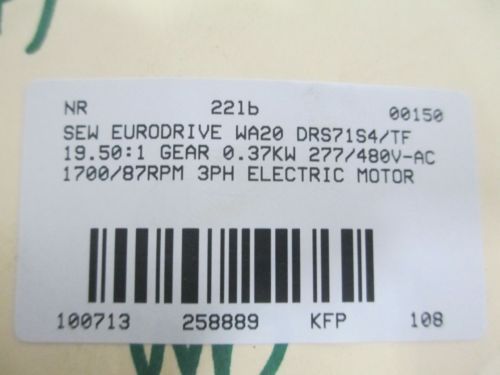 NR 22lb 00150
SEW EURODRIVE WA20 DRS71S4/TF
19.50:1 GEAR 0.37KW 277/480V-AC
1700/87RPM 3PH ELECTRIC MOTOR
100713 258889 KFP 108